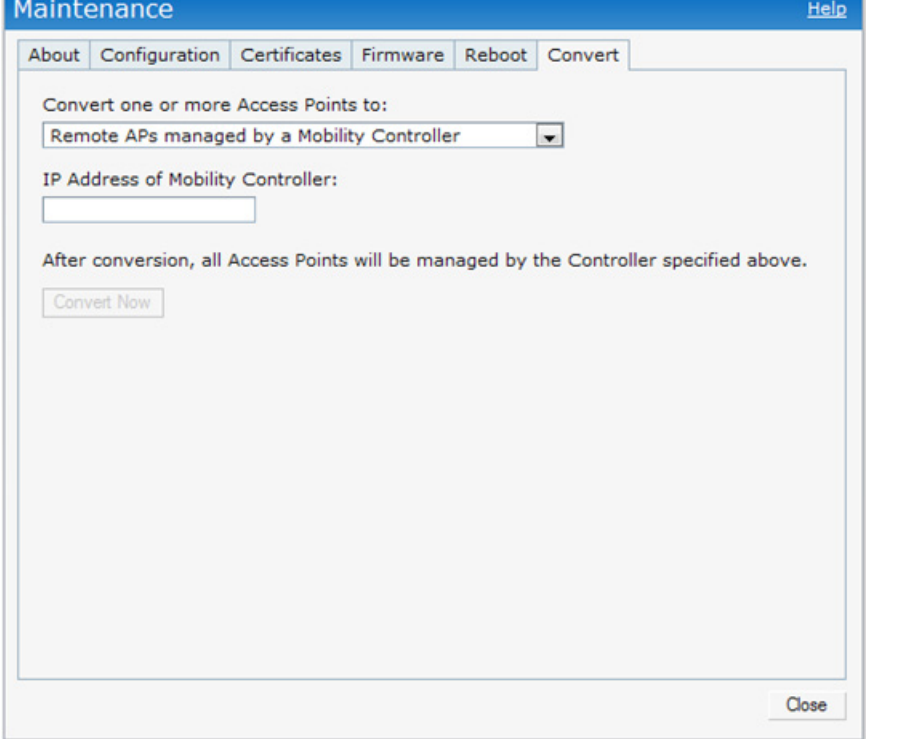 Maintenance Help
About Configuration Certificates Firmware Reboot Convert
Convert one or more Access Points to:
Remote APs managed by a Mobility Controller
IP Address of Mobility Controller:
After conversion, all Access Points will be managed by the Controller specified above.
Convert Now
Close